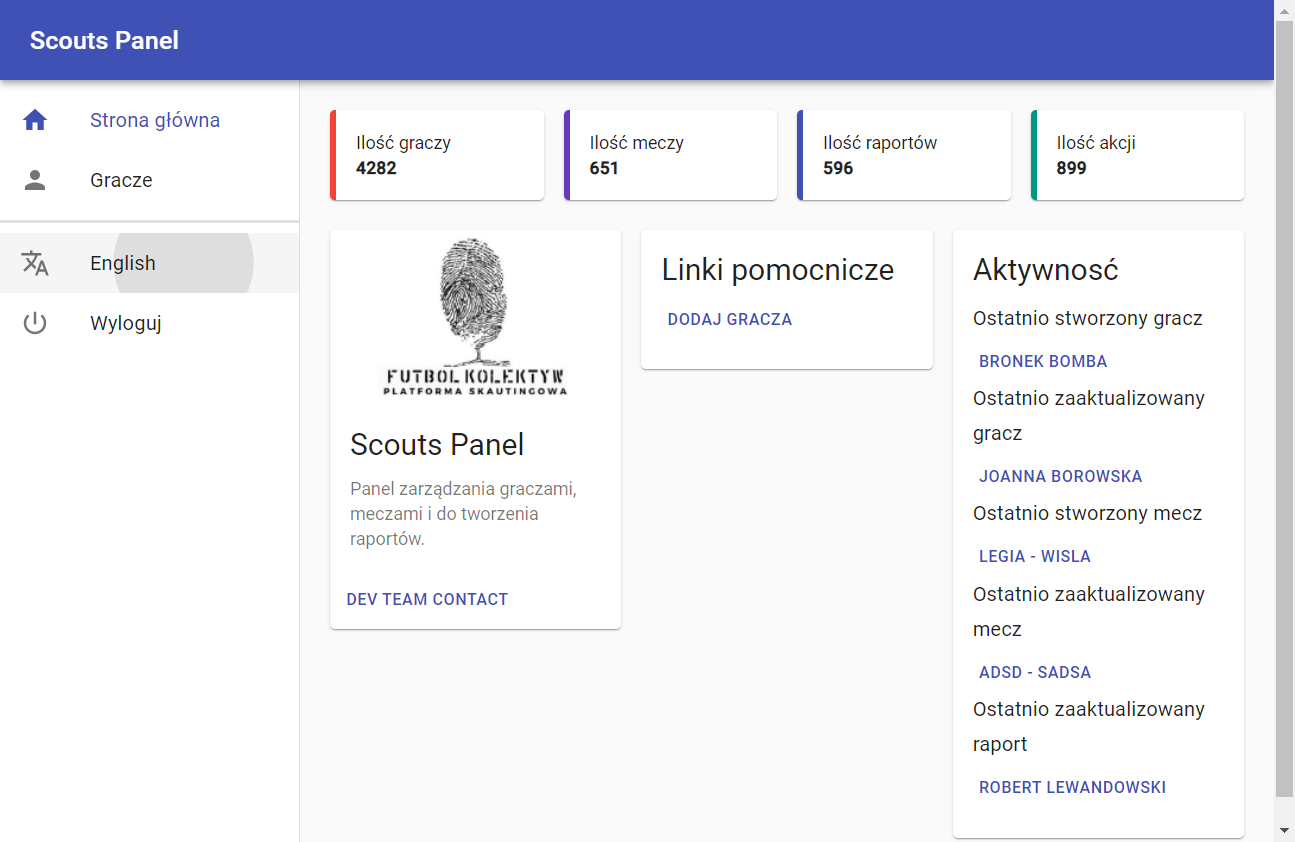 Scouts Panel
Strona główna
Gracze
English
Wyloguj
Ilość graczy
4282
Ilość meczy
651
Ilość raportów
596
Ilość akcji
899
FUTBOL KOLEKTYW
PLATFORMA SKAUTINGOWA
Scouts Panel
Panel zarządzania graczami,
meczami i do tworzenia
raportów.
DEV TEAM CONTACT
Linki pomocnicze
DODAJ GRACZA
Aktywnosć
Ostatnio stworzony gracz
BRONEK BOMBA
Ostatnio zaaktualizowany
gracz
JOANNA BOROWSKA
Ostatnio stworzony mecz
LEGIA - WISLA
Ostatnio zaaktualizowany
mecz
ADSD - SADSA
Ostatnio zaaktualizowany
raport
ROBERT LEWANDOWSKI